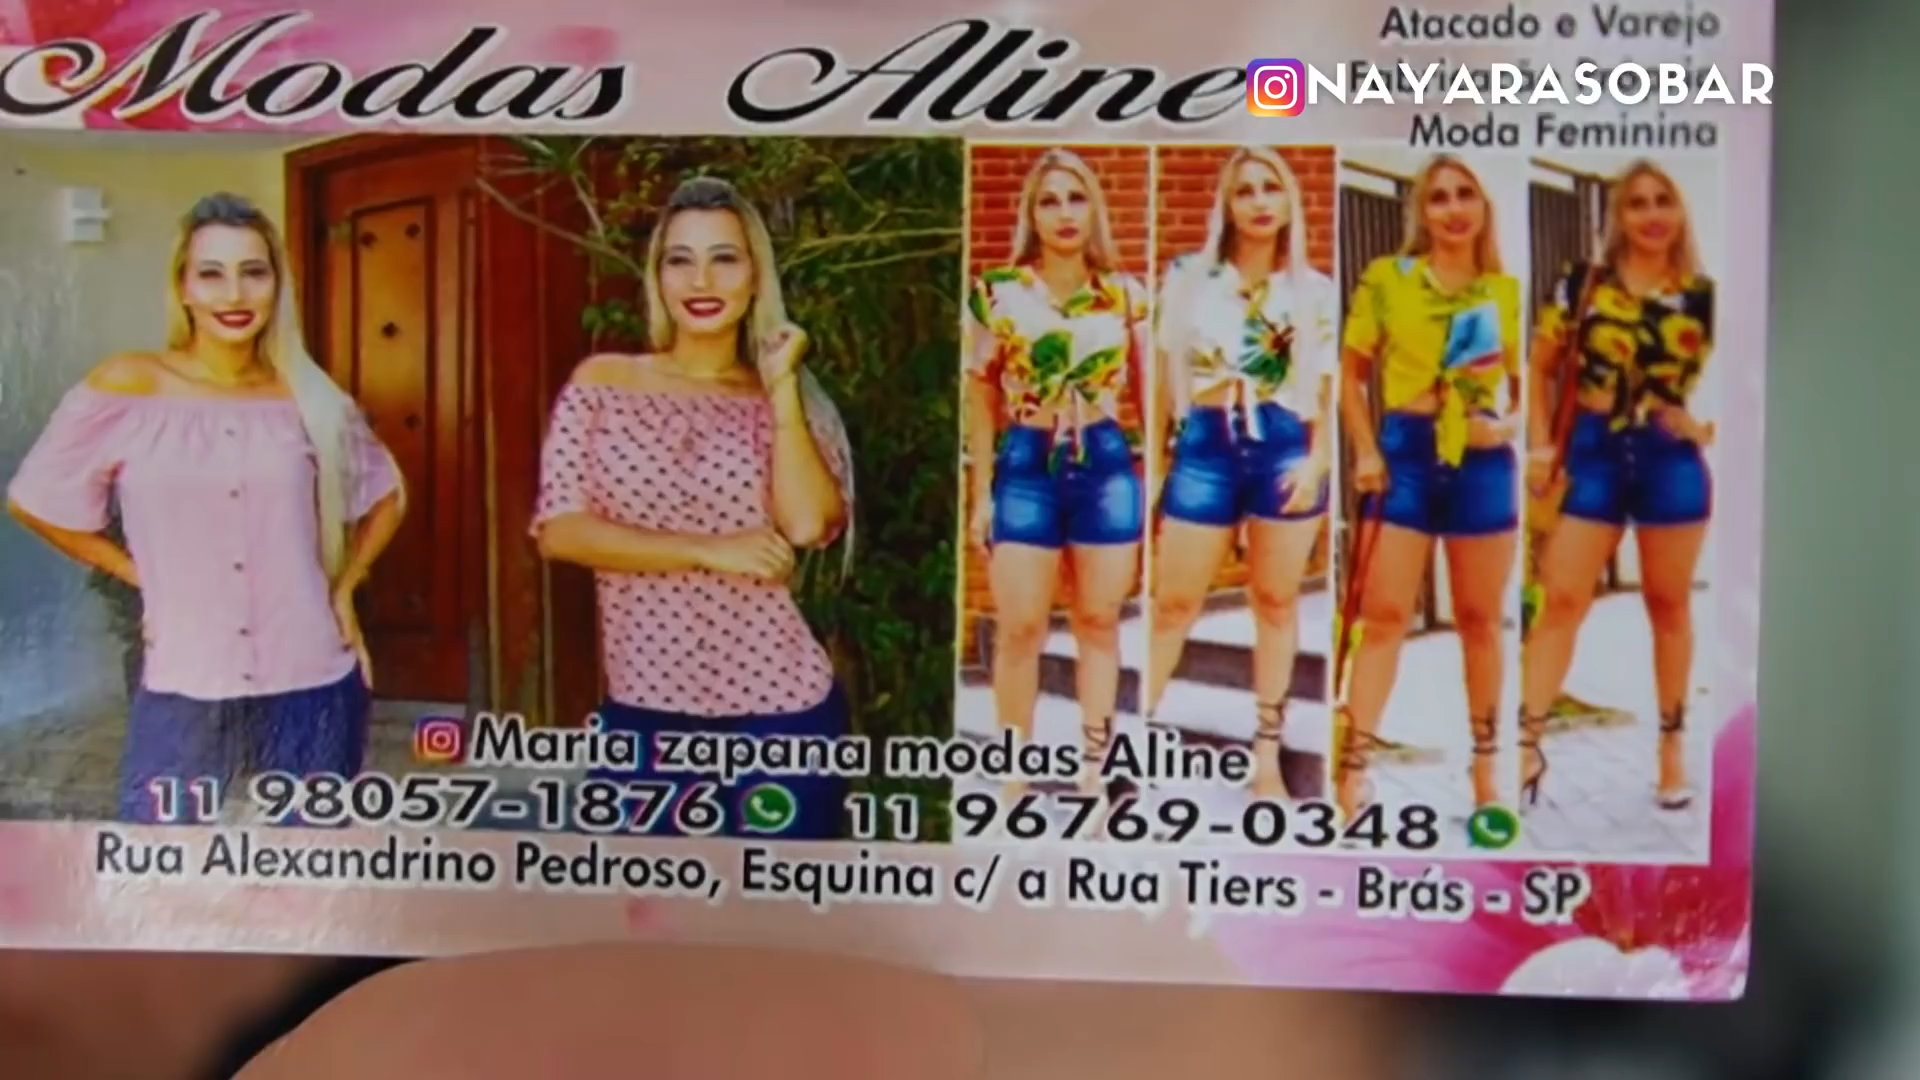 Modas Aline
Atacado e Varejo
NAYARASOBAR
Moda Feminina
Maria zapana modas Aline
11 98057-1876 11 96769-0348
Rua Alexandrino Pedroso, Esquina c/ a Rua Tiers - Brás - SP